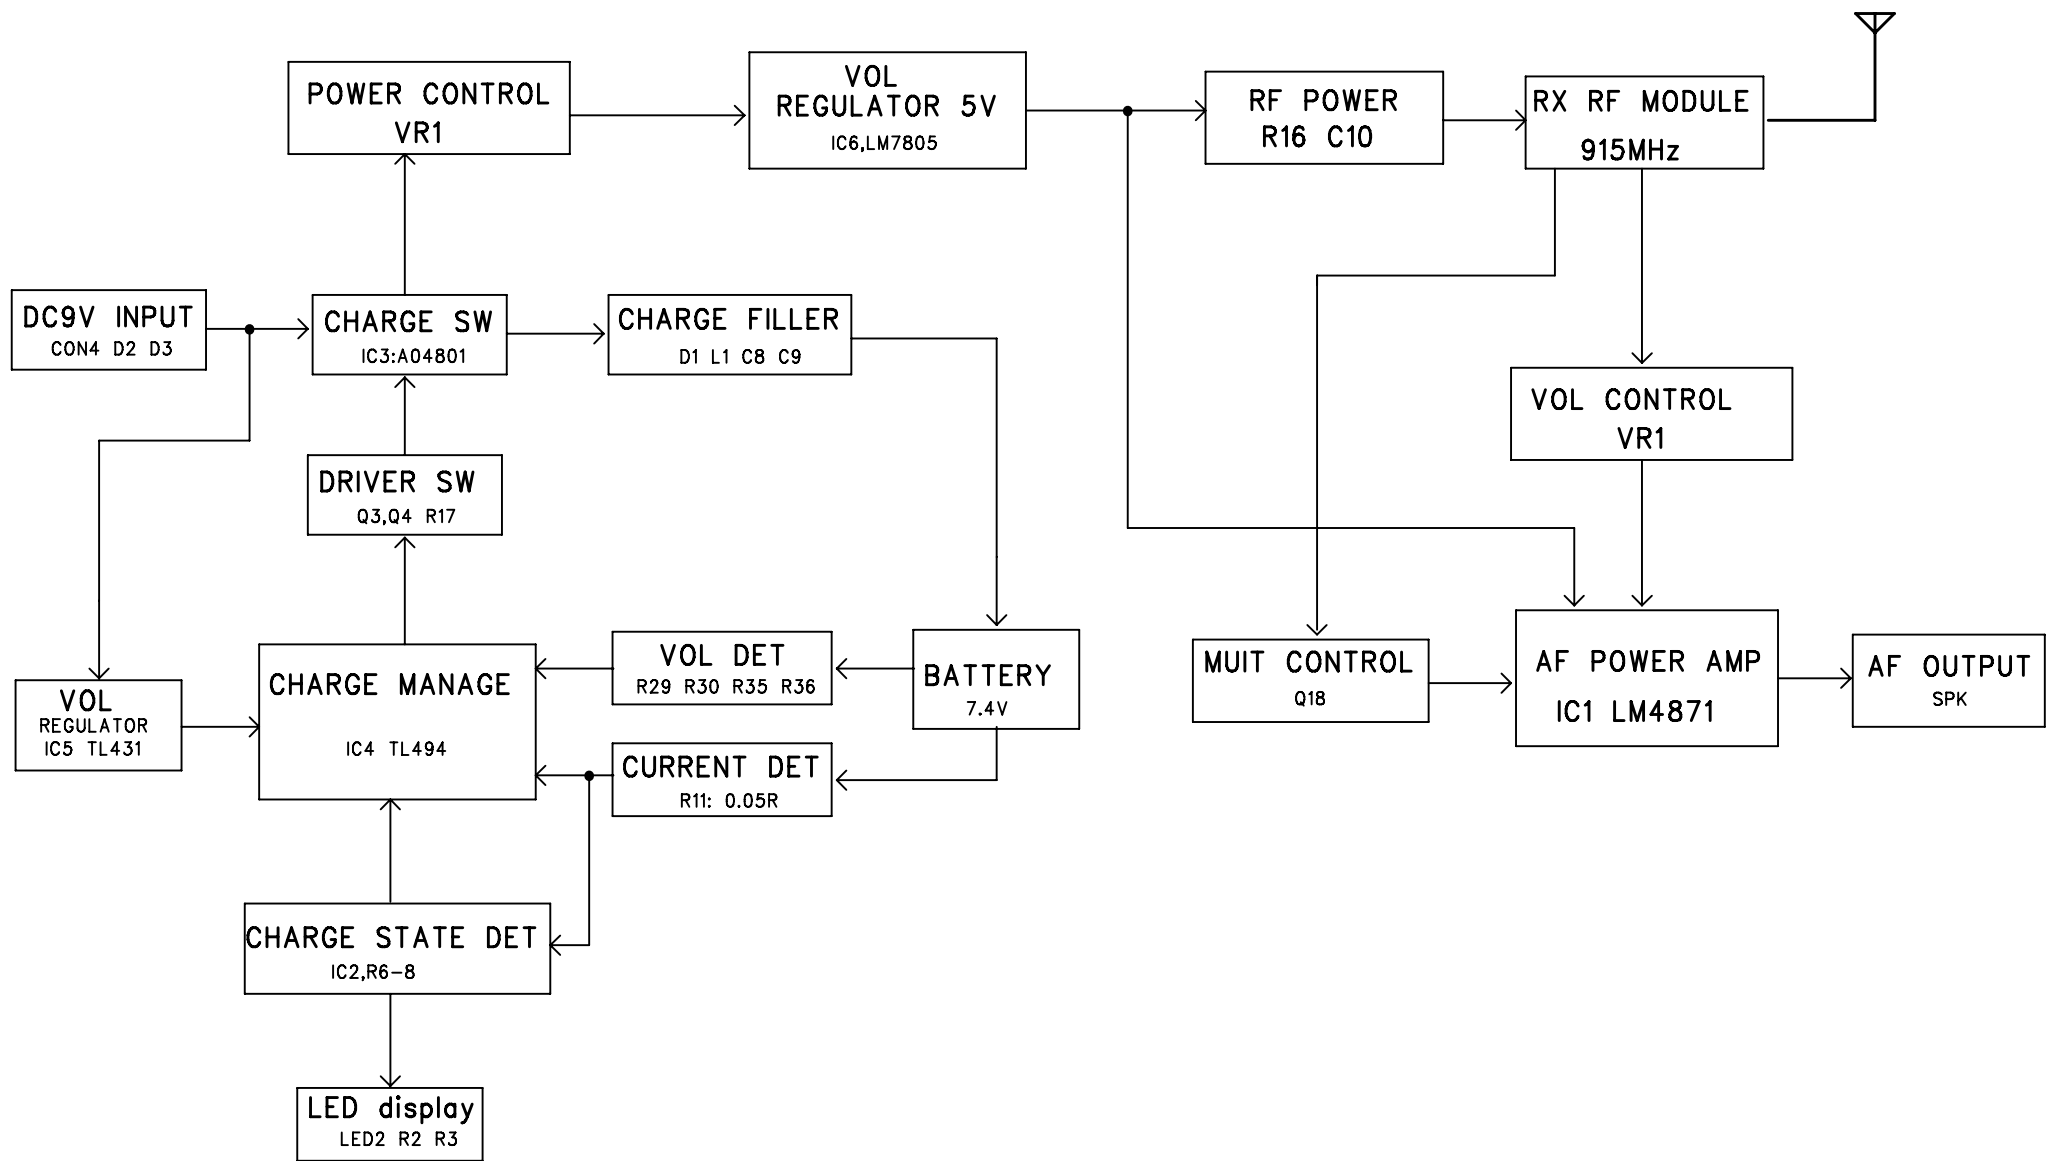 POWER CONTROL
VR1
VOL
REGULATOR 5V
IC6,LM7805
RF POWER
R16 C10
RX RF MODULE
915MHz
DC9V INPUT
CON4 D2 D3
CHARGE SW
IC3:A04801
CHARGE FILLER
D1 L1 C8 C9
VOL CONTROL
VR1
DRIVER SW
Q3,Q4 R17
VOL
REGULATOR
IC5 TL431
CHARGE MANAGE
IC4 TL494
VOL DET
R29 R30 R35 R36
BATTERY
7.4V
CURRENT DET
R11: 0.05R
MUIT CONTROL
Q18
AF POWER AMP
IC1 LM4871
AF OUTPUT
SPK
CHARGE STATE DET
IC2,R6-8
LED display
LED2 R2 R3